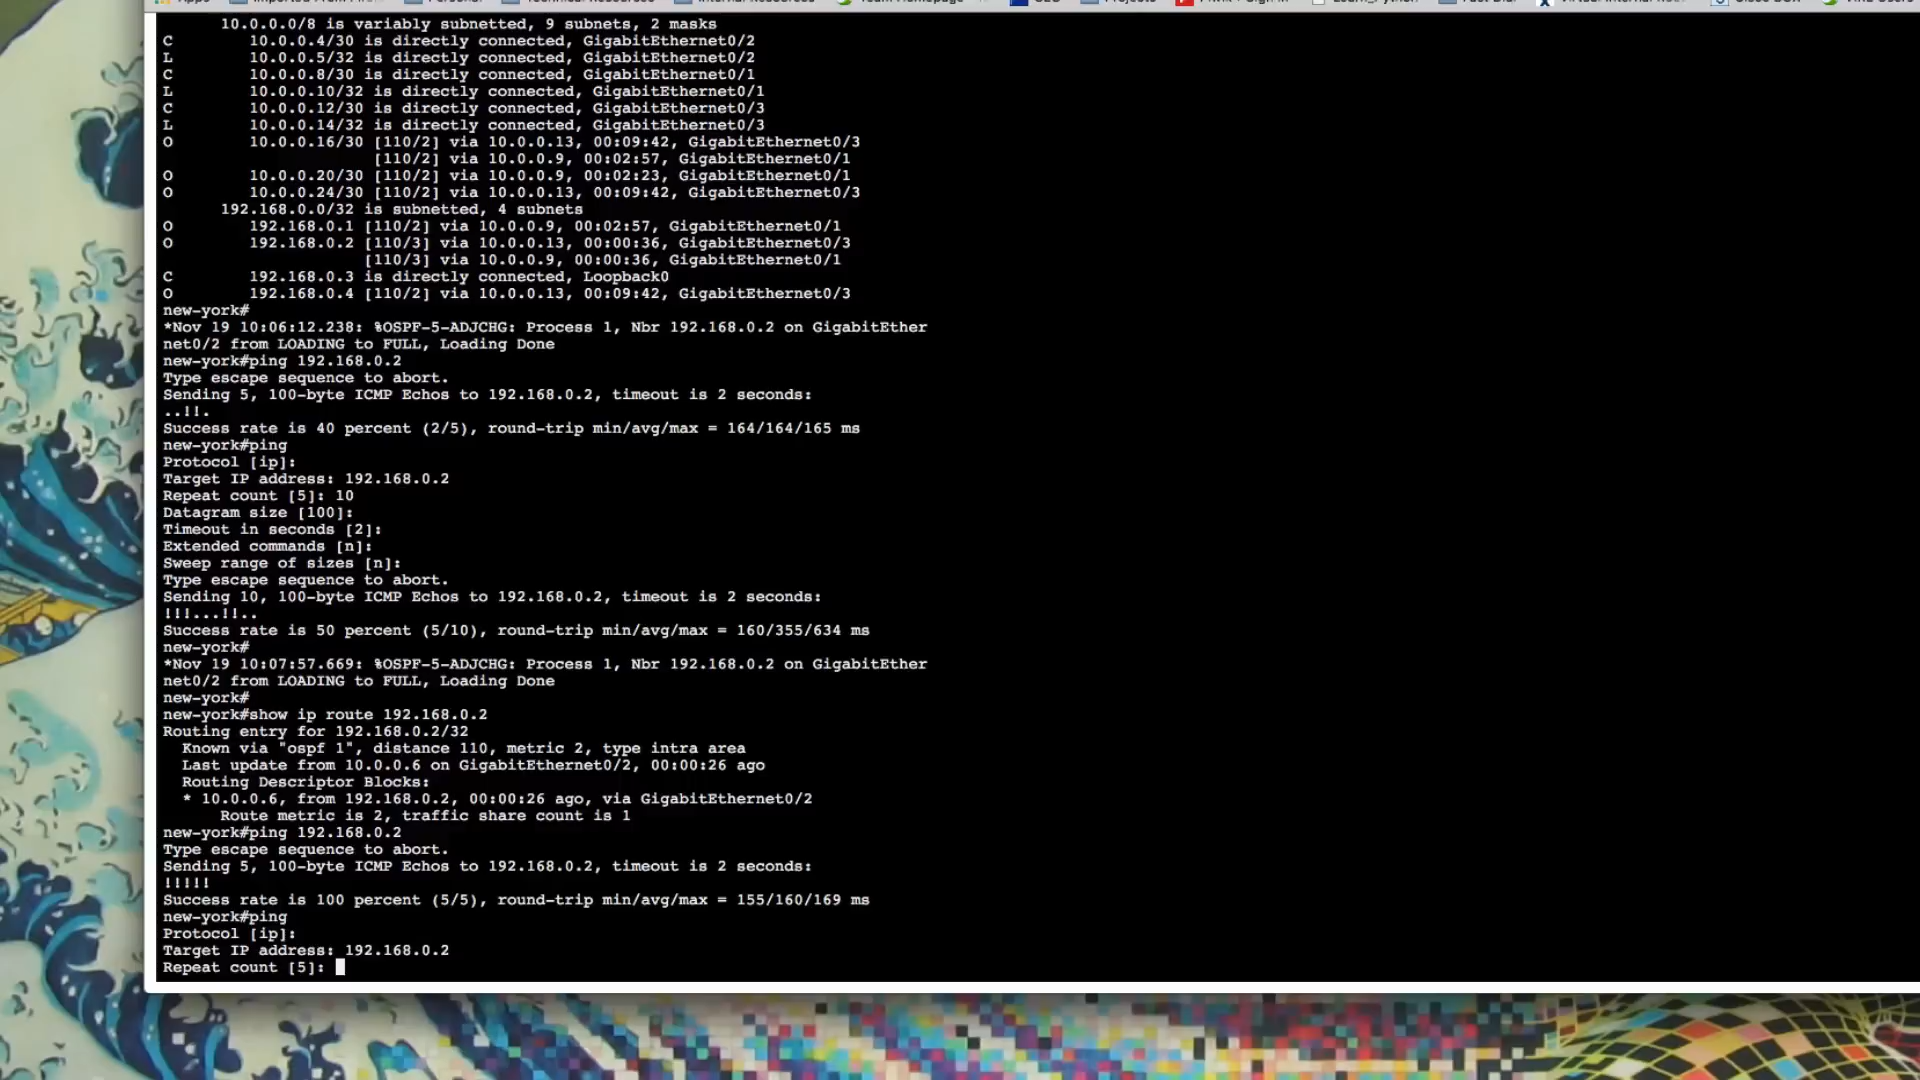 10.0.0.0/8 is variably subnetted, 9 subnets, 2 masks
C 10.0.0.4/30 is directly connected, GigabitEthernet0/2
L 10.0.0.5/32 is directly connected, GigabitEthernet0/2
C 10.0.0.8/30 is directly connected, GigabitEthernet0/1
L 10.0.0.10/32 is directly connected, GigabitEthernet0/1
C 10.0.0.12/30 is directly connected, GigabitEthernet0/3
L 10.0.0.14/32 is directly connected, GigabitEthernet0/3
O 10.0.0.16/30 [110/2] via 10.0.0.13, 00:09:42, GigabitEthernet0/3
[110/2] via 10.0.0.9, 00:02:57, GigabitEthernet0/1
O 10.0.0.20/30 [110/2] via 10.0.0.9, 00:02:23, GigabitEthernet0/1
O 10.0.0.24/30 [110/2] via 10.0.0.13, 00:09:42, GigabitEthernet0/3
192.168.0.0/32 is subnetted, 4 subnets
O 192.168.0.1 [110/2] via 10.0.0.9, 00:02:57, GigabitEthernet0/1
O 192.168.0.2 [110/3] via 10.0.0.13, 00:00:36, GigabitEthernet0/3
[110/3] via 10.0.0.9, 00:00:36, GigabitEthernet0/1
C 192.168.0.3 is directly connected, Loopback0
O 192.168.0.4 [110/2] via 10.0.0.13, 00:09:42, GigabitEthernet0/3
new-york#
*Nov 19 10:06:12.238: %OSPF-5-ADJCHG: Process 1, Nbr 192.168.0.2 on GigabitEther
net0/2 from LOADING to FULL, Loading Done
new-york#ping 192.168.0.2
Type escape sequence to abort.
Sending 5, 100-byte ICMP Echos to 192.168.0.2, timeout is 2 seconds:
..!!.
Success rate is 40 percent (2/5), round-trip min/avg/max = 164/164/165 ms
new-york#ping
Protocol [ip]:
Target IP address: 192.168.0.2
Repeat count [5]: 10
Datagram size [100]:
Timeout in seconds [2]:
Extended commands [n]:
Sweep range of sizes [n]:
Type escape sequence to abort.
Sending 10, 100-byte ICMP Echos to 192.168.0.2, timeout is 2 seconds:
!!!...!!..
Success rate is 50 percent (5/10), round-trip min/avg/max = 160/355/634 ms
new-york#
*Nov 19 10:07:57.669: %OSPF-5-ADJCHG: Process 1, Nbr 192.168.0.2 on GigabitEther
net0/2 from LOADING to FULL, Loading Done
new-york#
new-york#show ip route 192.168.0.2
Routing entry for 192.168.0.2/32
Known via "ospf 1", distance 110, metric 2, type intra area
Last update from 10.0.0.6 on GigabitEthernet0/2, 00:00:26 ago
Routing Descriptor Blocks:
* 10.0.0.6, from 192.168.0.2, 00:00:26 ago, via GigabitEthernet0/2
Route metric is 2, traffic share count is 1
new-york#ping 192.168.0.2
Type escape sequence to abort.
Sending 5, 100-byte ICMP Echos to 192.168.0.2, timeout is 2 seconds:
!!!!!
Success rate is 100 percent (5/5), round-trip min/avg/max = 155/160/169 ms
new-york#ping
Protocol [ip]:
Target IP address: 192.168.0.2
Repeat count [5]: